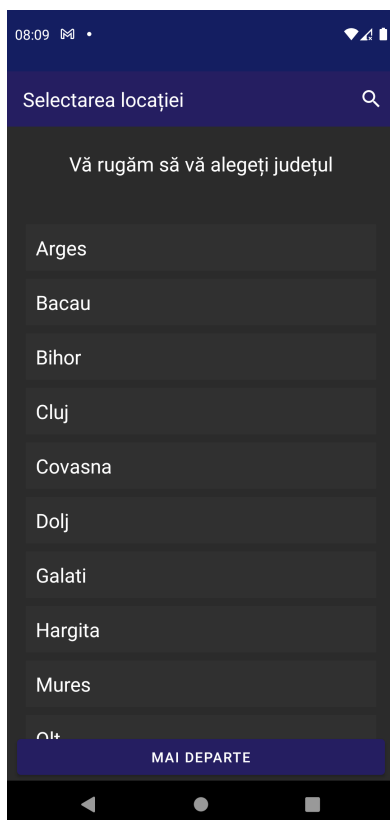 08:09
Selectarea locației
Vă rugăm să vă alegeți județul
Arges
Bacau
Bihor
Cluj
Covasna
Dolj
Galati
Hargita
Mures
Olt
MAI DEPARTE